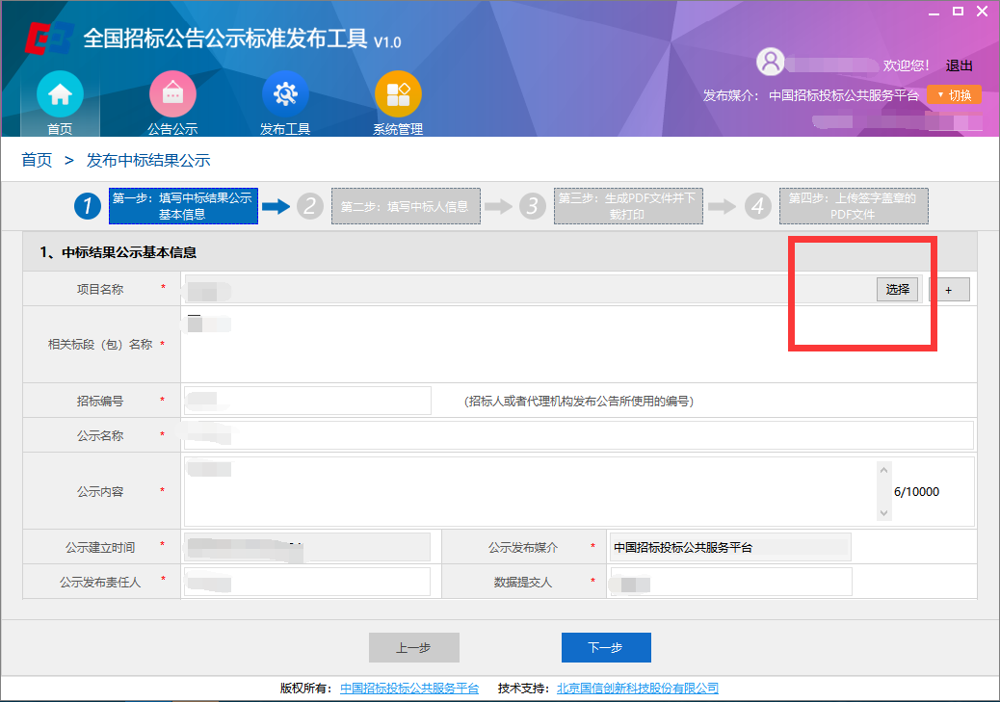 全国招标公告公示标准发布工具 V1.0
欢迎您! 退出
首页 公告公示 发布工具 系统管理
发布媒介: 中国招标投标公共服务平台 切换
首页 > 发布中标结果公示
1 第一步:填写中标结果公示
基本信息
2 第二步:填写中标人信息
3 第三步:生成PDF文件并下
载打印
4 第四步:上传签字盖章的
PDF文件
1、中标结果公示基本信息
项目名称 * 选择 +
相关标段(包)名称 *
招标编号 * (招标人或者代理机构发布公告所使用的编号)
公示名称 *
公示内容 * 6/10000
公示建立时间 * 公示发布媒介 * 中国招标投标公共服务平台
公示发布责任人 * 数据提交人 *
上一步 下一步
版权所有: 中国招标投标公共服务平台 技术支持: 北京国信创新科技股份有限公司